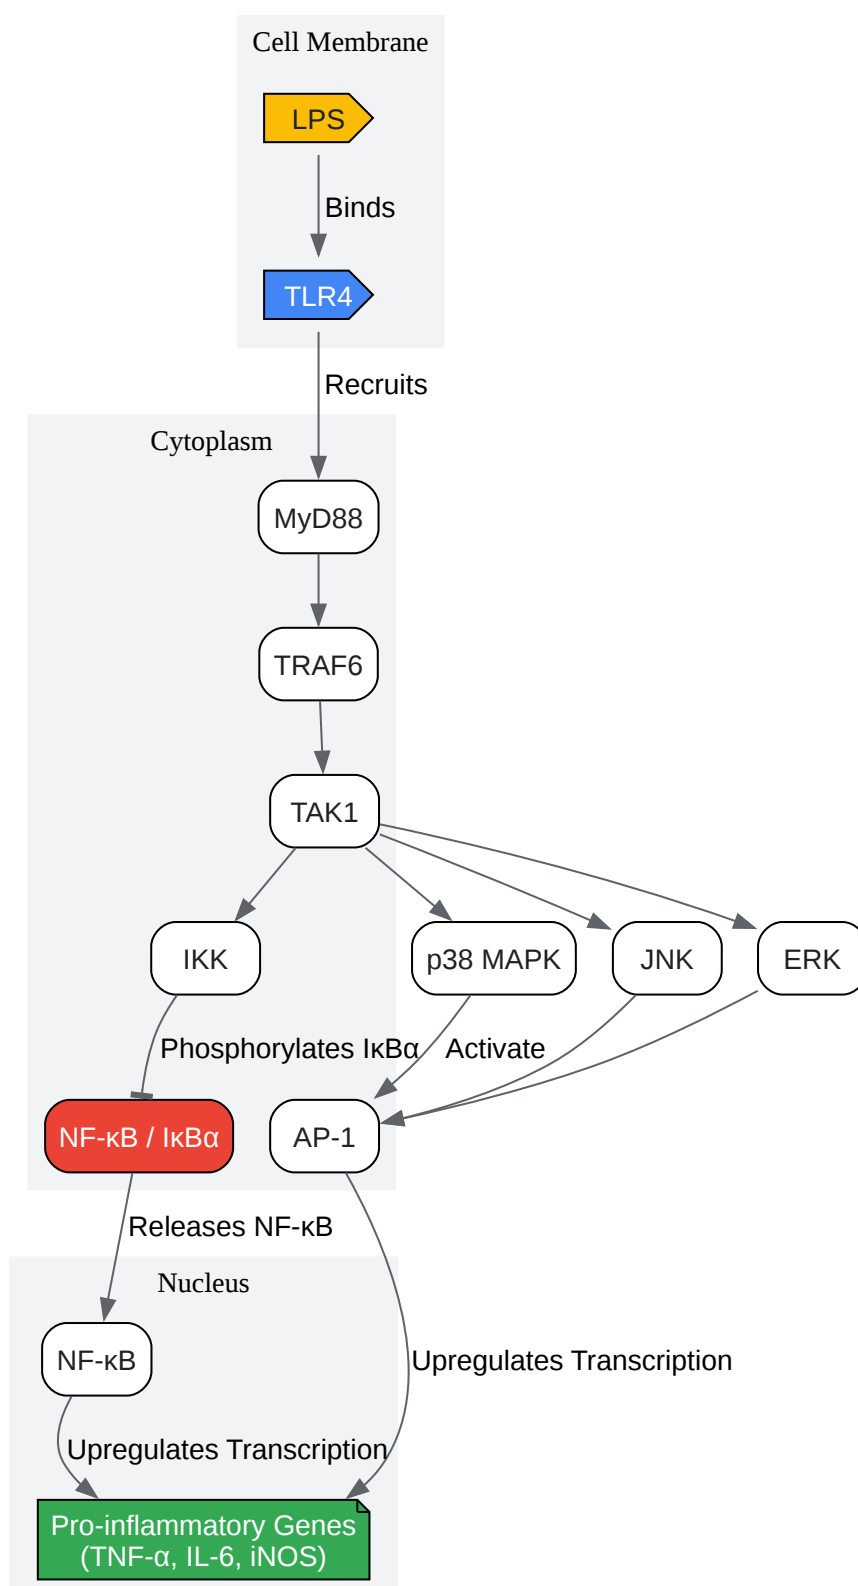 Cell Membrane
LPS
Binds
TLR4
Recruits
Cytoplasm
MyD88
TRAF6
TAK1
IKK
p38 MAPK
JNK
ERK
Phosphorylates IκBα
Activate
NF-κB / IκBα
AP-1
Releases NF-κB
Nucleus
NF-κB
Upregulates Transcription
Upregulates Transcription
Pro-inflammatory Genes
(TNF-α, IL-6, iNOS)